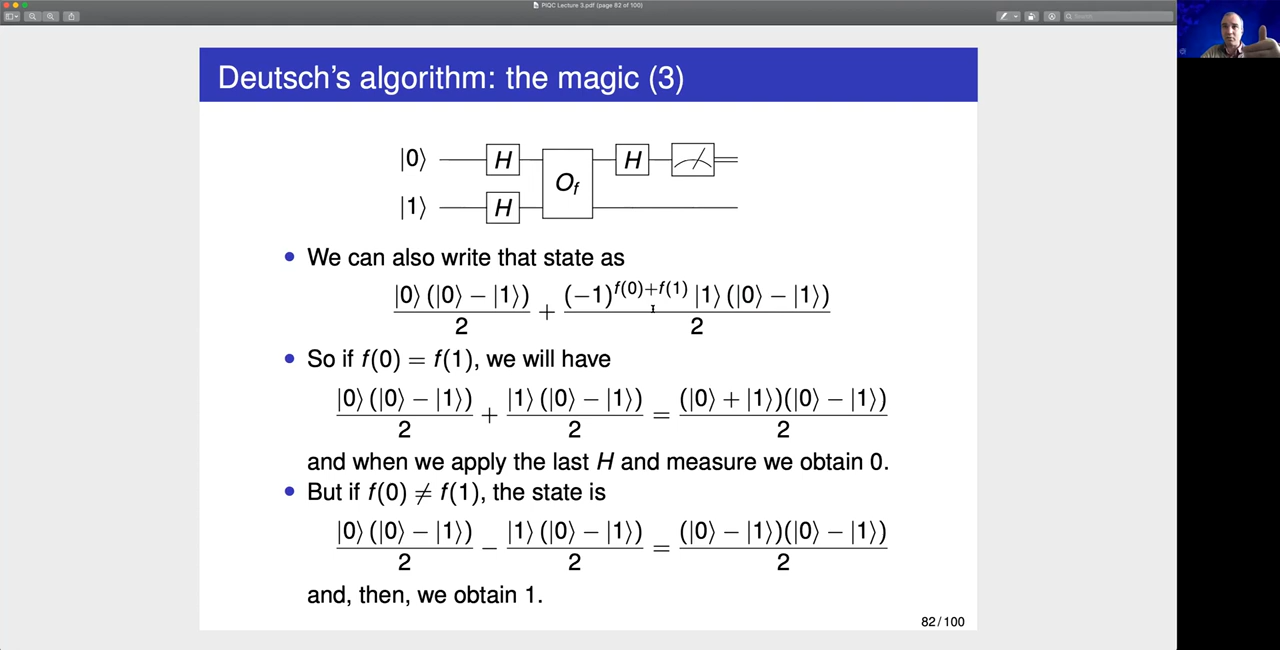 PIQC Lecture 3.pdf (page 82 of 100)
Search
Deutsch's algorithm: the magic (3)
|0⟩ H O_f H
|1⟩ H
• We can also write that state as
|0⟩ (|0⟩ − |1⟩)/2 + (−1)^{f(0)+f(1)} |1⟩ (|0⟩ − |1⟩)/2
• So if f(0) = f(1), we will have
|0⟩ (|0⟩ − |1⟩)/2 + |1⟩ (|0⟩ − |1⟩)/2 = (|0⟩ + |1⟩)(|0⟩ − |1⟩)/2
and when we apply the last H and measure we obtain 0.
• But if f(0) ≠ f(1), the state is
|0⟩ (|0⟩ − |1⟩)/2 − |1⟩ (|0⟩ − |1⟩)/2 = (|0⟩ − |1⟩)(|0⟩ − |1⟩)/2
and, then, we obtain 1.
82 / 100